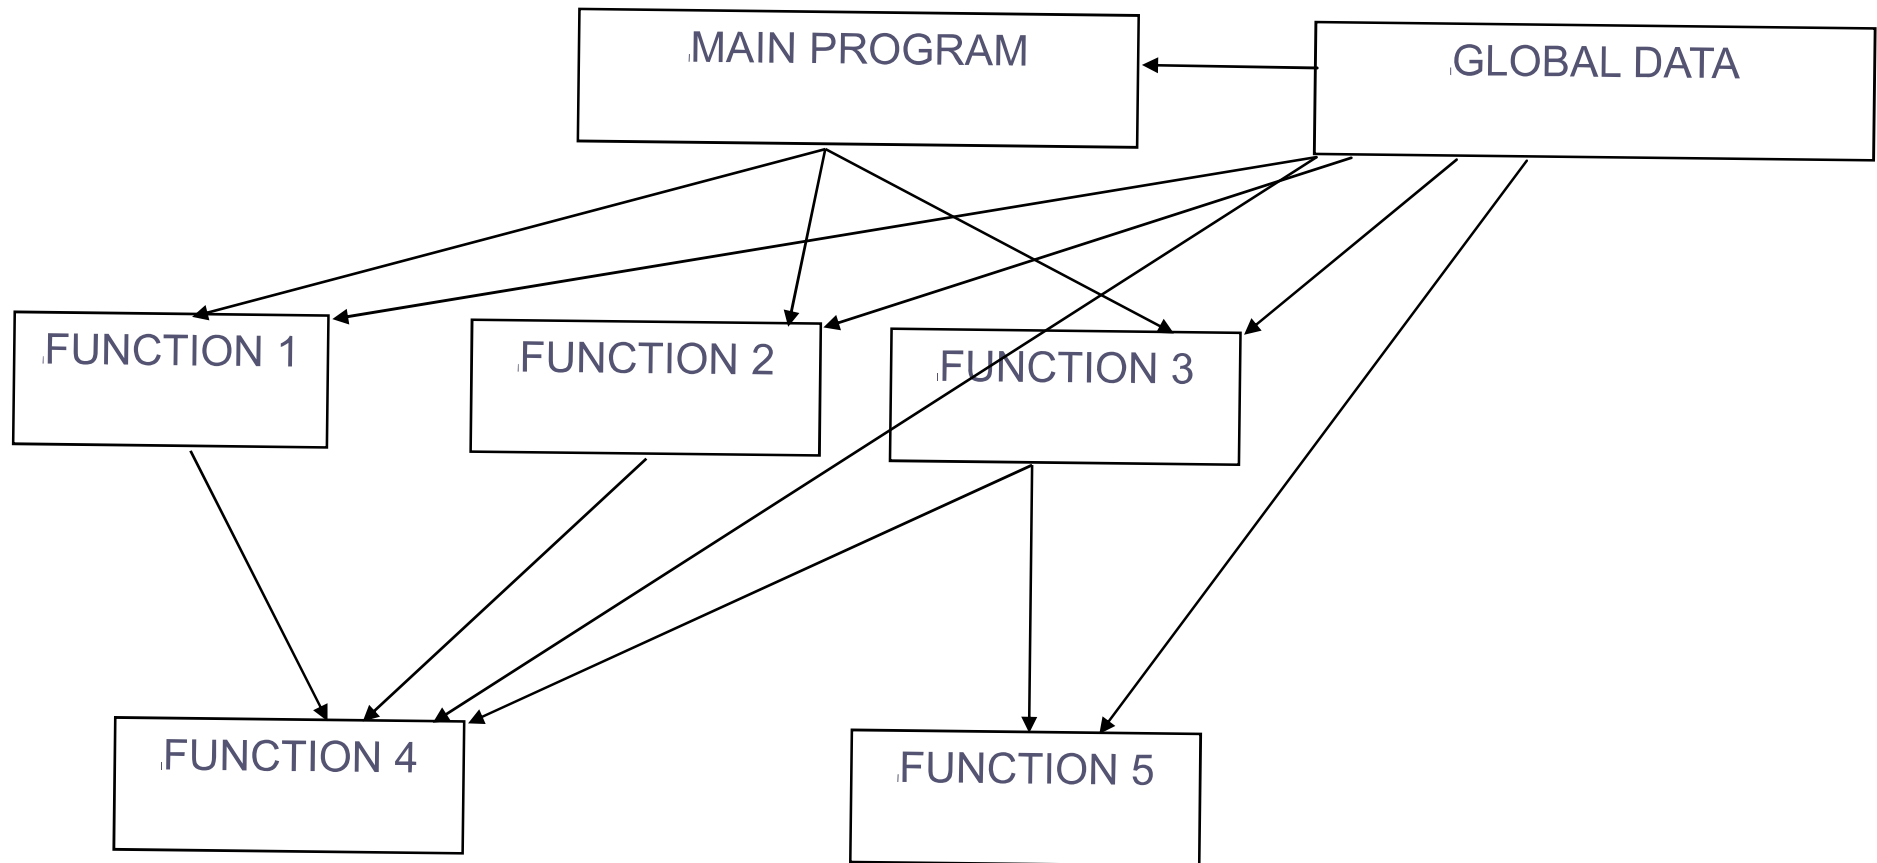 MAIN PROGRAM
GLOBAL DATA
FUNCTION 1
FUNCTION 2
FUNCTION 3
FUNCTION 4
FUNCTION 5